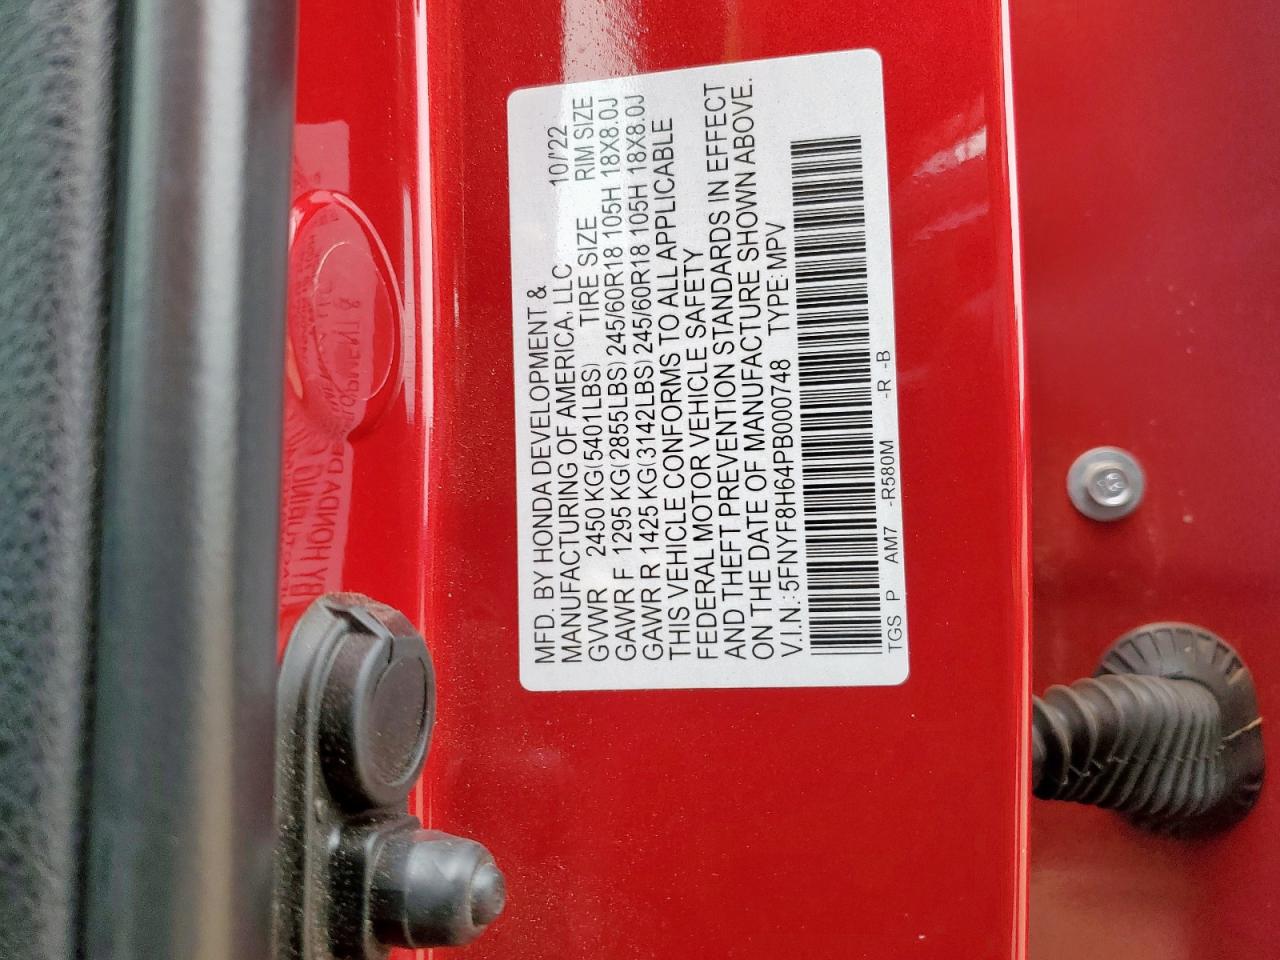 MFD. BY HONDA DEVELOPMENT &
MANUFACTURING OF AMERICA, LLC 10/'22
GVWR 2450 KG(5401LBS) TIRE SIZE RIM SIZE
GAWR F 1295 KG(2855LBS) 245/60R18 105H 18X8.0J
GAWR R 1425 KG(3142LBS) 245/60R18 105H 18X8.0J
THIS VEHICLE CONFORMS TO ALL APPLICABLE
FEDERAL MOTOR VEHICLE SAFETY
AND THEFT PREVENTION STANDARDS IN EFFECT
ON THE DATE OF MANUFACTURE SHOWN ABOVE.
V.I.N.:5FNYF8H64PB000748 TYPE:MPV
TGS P AM7 -R580M -R -B